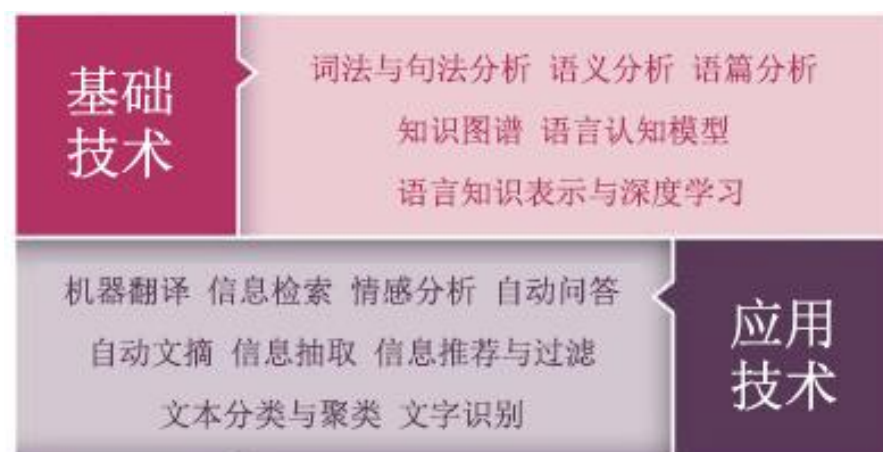 基础
技术
词法与句法分析 语义分析 语篇分析
知识图谱 语言认知模型
语言知识表示与深度学习
机器翻译 信息检索 情感分析 自动问答
自动文摘 信息抽取 信息推荐与过滤
文本分类与聚类 文字识别
应用
技术